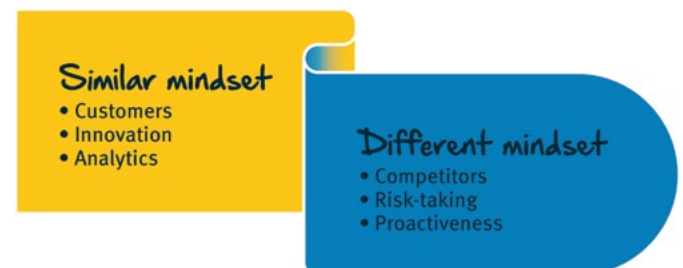 Similar mindset
• Customers
• Innovation
• Analytics
Different mindset
• Competitors
• Risk-taking
• Proactiveness